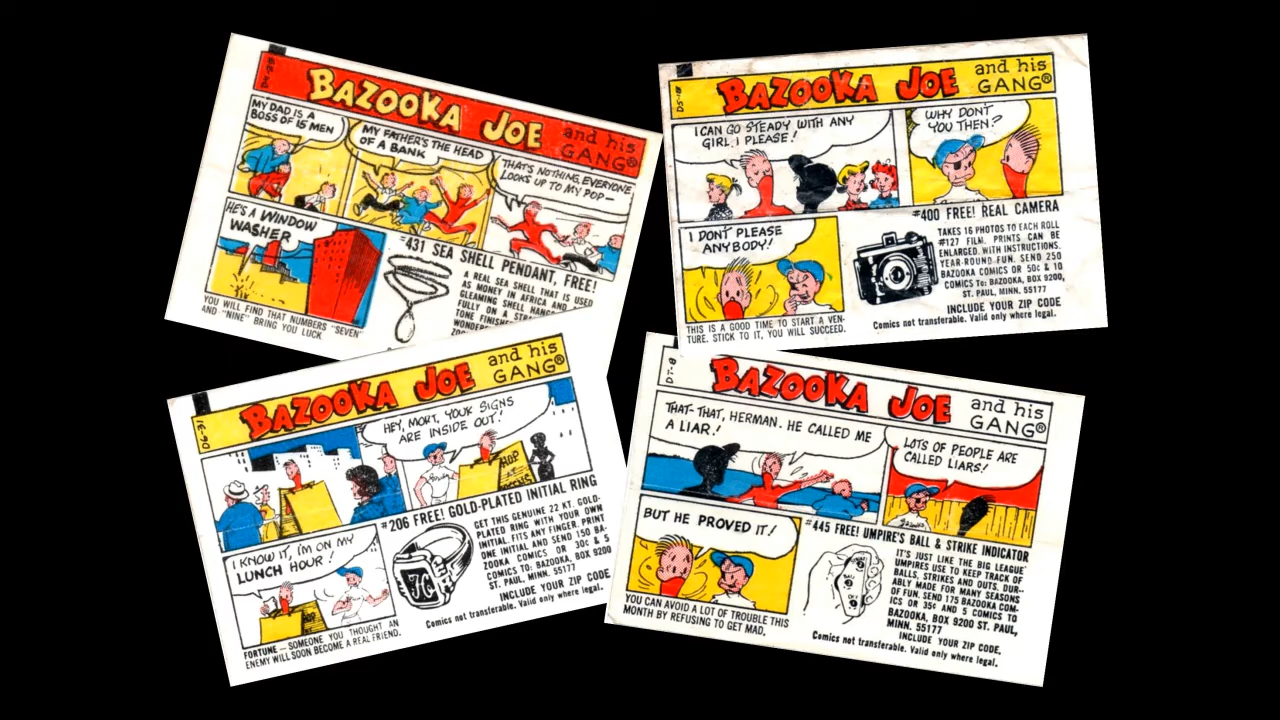 BAZOOKA JOE and his GANG®
MY DAD IS A
BOSS OF 15 MEN
MY FATHER'S THE HEAD
OF A BANK
THAT'S NOTHING, EVERYONE
LOOKS UP TO MY POP—
HE'S A WINDOW
WASHER
#431 SEA SHELL PENDANT, FREE!
A REAL SEA SHELL THAT IS USED
AS MONEY IN AFRICA AND
GLEAMING SHELL HANGS
FULLY ON A
TONE
YOU WILL FIND THAT NUMBERS "SEVEN"
AND "NINE" BRING YOU LUCK
D5-18
BAZOOKA JOE and his GANG®
I CAN GO STEADY WITH ANY
GIRL I PLEASE!
WHY DON'T
YOU THEN?
I DON'T PLEASE
ANYBODY!
#400 FREE! REAL CAMERA
TAKES 16 PHOTOS TO EACH ROLL
#127 FILM. PRINTS CAN BE
ENLARGED. WITH INSTRUCTIONS.
YEAR-ROUND FUN. SEND 250
BAZOOKA COMICS OR 50¢ & 10
COMICS TO: BAZOOKA, BOX 9200,
ST. PAUL, MINN. 55177
INCLUDE YOUR ZIP CODE
Comics not transferable. Valid only where legal.
THIS IS A GOOD TIME TO START A VEN-
TURE. STICK TO IT, YOU WILL SUCCEED.
D6-31
BAZOOKA JOE and his GANG®
HEY, MORT, YOUR SIGNS
ARE INSIDE OUT!
I KNOW IT, I'M ON MY
LUNCH HOUR!
#206 FREE! GOLD-PLATED INITIAL RING
GET THIS GENUINE 22 KT. GOLD-
PLATED RING WITH YOUR OWN
INITIAL. FITS ANY FINGER. PRINT
ONE INITIAL AND SEND 150 BA-
ZOOKA COMICS OR 30¢ & 5
COMICS TO: BAZOOKA, BOX 9200
ST. PAUL, MINN. 55177
INCLUDE YOUR ZIP CODE
Comics not transferable. Valid only where legal.
FORTUNE — SOMEONE YOU THOUGHT AN
ENEMY WILL SOON BECOME A REAL FRIEND.
D7-8
BAZOOKA JOE and his GANG®
THAT- THAT, HERMAN. HE CALLED ME
A LIAR!
LOTS OF PEOPLE ARE
CALLED LIARS!
BUT HE PROVED IT!
#445 FREE! UMPIRE'S BALL & STRIKE INDICATOR
IT'S JUST LIKE THE BIG LEAGUE
UMPIRES USE TO KEEP TRACK OF
BALLS, STRIKES AND OUTS. DUR-
ABLY MADE FOR MANY SEASONS
OF FUN. SEND 175 BAZOOKA COM-
ICS OR 35¢ AND 5 COMICS TO
BAZOOKA, BOX 9200 ST. PAUL,
MINN. 55177
INCLUDE YOUR ZIP CODE,
Comics not transferable. Valid only where legal,
YOU CAN AVOID A LOT OF TROUBLE THIS
MONTH BY REFUSING TO GET MAD.